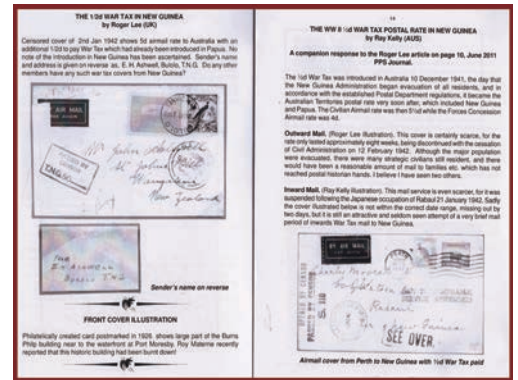 THE 1/2d WAR TAX IN NEW GUINEA
by Roger Lee (UK)
Censored cover of 2nd Jan 1942 shows 5d airmail rate to Australia with an
additional 1/2d to pay War Tax which had already been introduced in Papua. No
note of the introduction in New Guinea has been ascertained. Sender's name
and address is given on reverse as, E. H. Ashwell, Bulolo, T.N.G. Do any other
members have any such war tax covers from New Guinea?
AIR MAIL
PASSED BY
CENSOR
T.N.G.
New Zealand
Sender's name on reverse
FRONT COVER ILLUSTRATION
Philatelically created card postmarked in 1926 shows large part of the Burns
Philp building near to the waterfront at Port Moresby. Roy Materne recently
reported that this historic building had been burnt down!
THE WW II ½d WAR TAX POSTAL RATE IN NEW GUINEA
by Ray Kelly (AUS)
A companion response to the Roger Lee article on page 10, June 2011
PPS Journal.
The ½d War Tax was introduced in Australia 10 December 1941, the day that
the New Guinea Administration began evacuation of all residents, and in
accordance with the established Postal Department regulations, it became the
Australian Territories postal rate very soon after, which included New Guinea
and Papua. The Civilian Airmail rate was then 5½d while the Forces Concession
Airmail rate was 4d.
Outward Mail. (Roger Lee illustration). This cover is certainly scarce, for the
rate only lasted approximately eight weeks, being discontinued with the cessation
of Civil Administration on 12 February 1942. Although the major population
were evacuated, there were many strategic civilians still resident, and there
would have been a reasonable amount of mail to families etc. which has not
reached postal historian hands. I believe I have seen two others.
Inward Mail. (Ray Kelly illustration). This mail service is even scarcer, for it was
suspended following the Japanese occupation of Rabaul 21 January 1942. Sadly
the cover illustrated below is not within the correct date range, missing out by
two days, but it is still an attractive and seldom seen attempt of a very brief mail
period of inwards War Tax mail to New Guinea.
BY AIR MAIL
OPENED BY CENSOR
Rabaul
New Guinea
SEE OVER.
Airmail cover from Perth to New Guinea with ½d War Tax paid